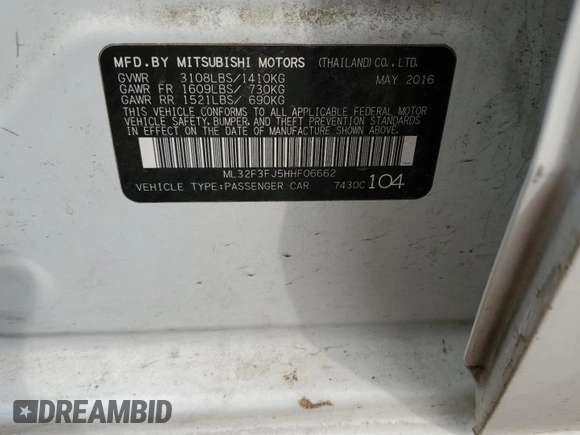 MFD.BY MITSUBISHI MOTORS (THAILAND) CO., LTD.
GVWR 3108LBS/1410KG MAY 2016
GAWR FR 1609LBS/ 730KG
GAWR RR 1521LBS/ 690KG
THIS VEHICLE CONFORMS TO ALL APPLICABLE FEDERAL MOTOR
VEHICLE SAFETY, BUMPER, AND THEFT PREVENTION STANDARDS
IN EFFECT ON THE DATE OF MANUFACTURE SHOWN ABOVE.
ML32F3FJ5HHF06662
VEHICLE TYPE:PASSENGER CAR 7430C 104
DREAMBID